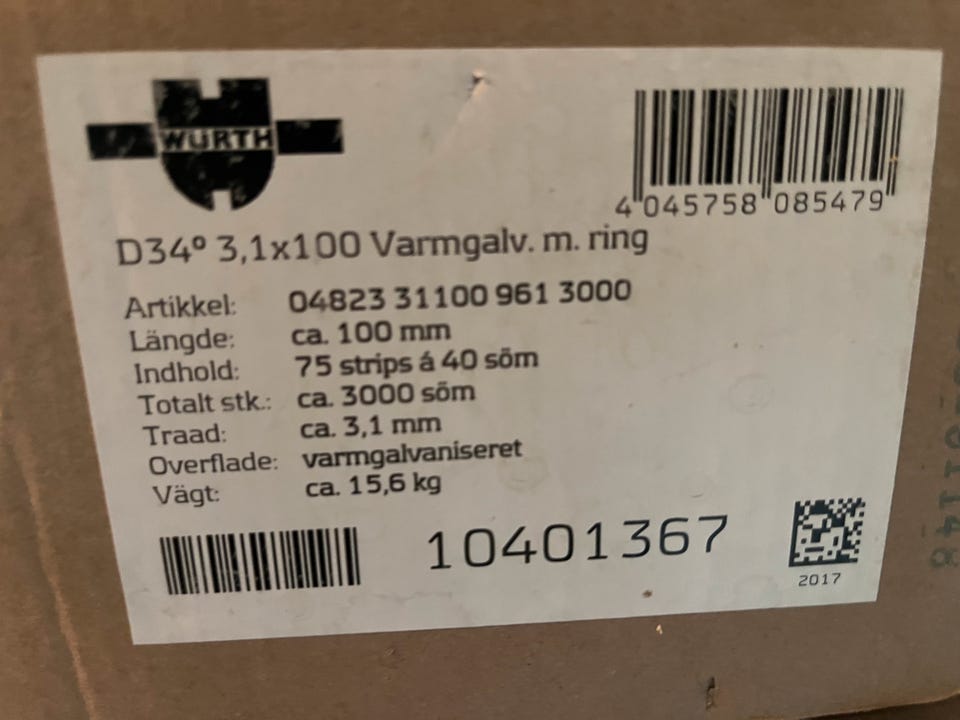 WÜRTH
4 045758 085479
D34° 3,1x100 Varmgalv. m. ring
Artikkel: 04823 31100 961 3000
Längde: ca. 100 mm
Indhold: 75 strips á 40 söm
Totalt stk.: ca. 3000 söm
Traad: ca. 3,1 mm
Overflade: varmgalvaniseret
Vägt: ca. 15,6 kg
10401367
2017